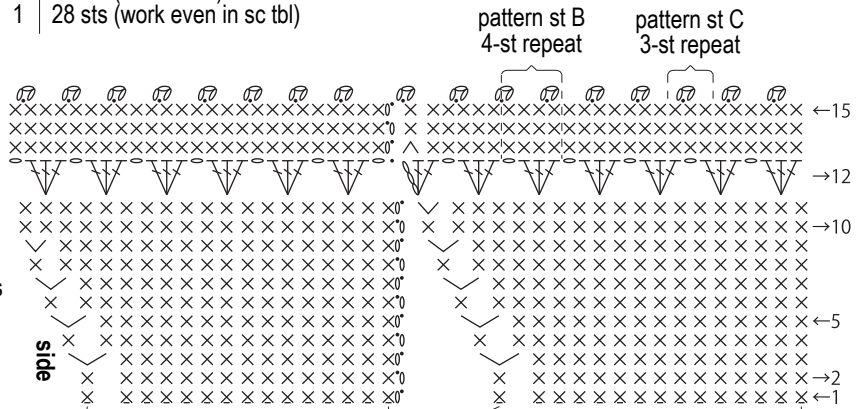 1 28 sts (work even in sc tbl)
pattern st B
4-st repeat
pattern st C
3-st repeat
←15
→12
→10
←5
→2
←1
side